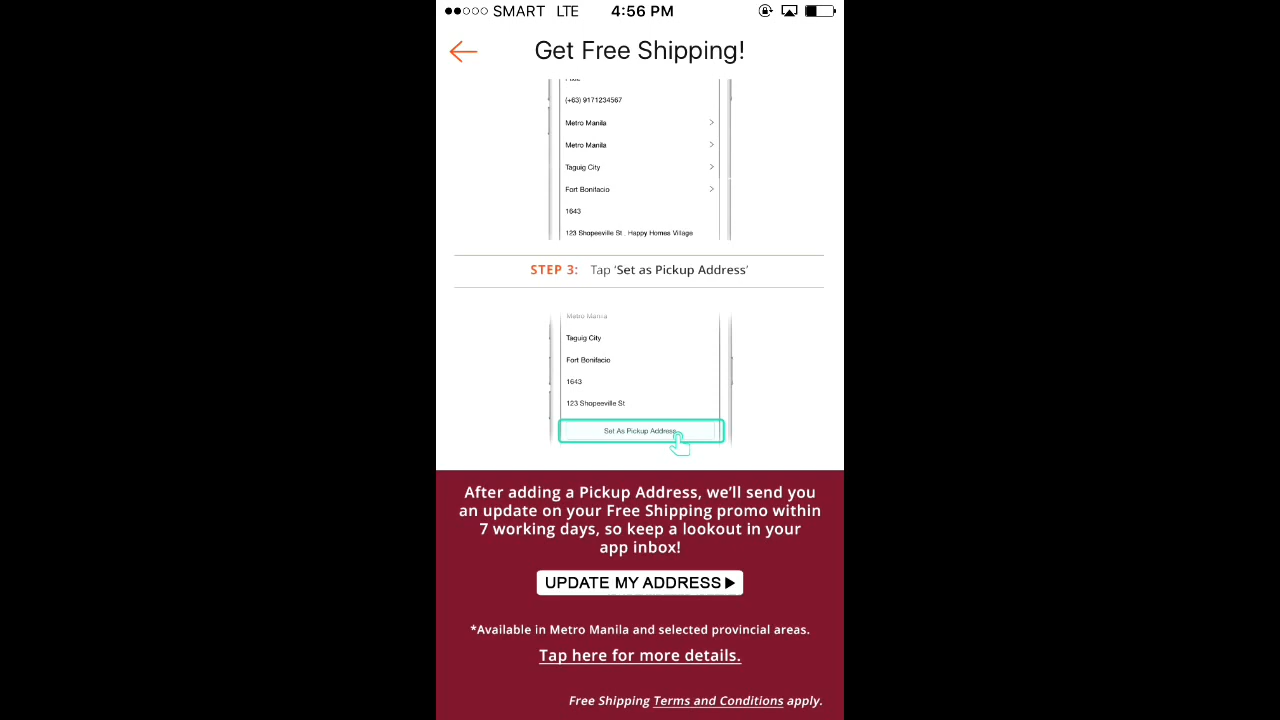 SMART LTE 4:56 PM
Get Free Shipping!
(+63) 9171234567
Metro Manila
Metro Manila
Taguig City
Fort Bonifacio
1643
123 Shopeeville St . Happy Homes Village
STEP 3: Tap ‘Set as Pickup Address’
Metro Manila
Taguig City
Fort Bonifacio
1643
123 Shopeeville St
Set As Pickup Address
After adding a Pickup Address, we’ll send you
an update on your Free Shipping promo within
7 working days, so keep a lookout in your
app inbox!
UPDATE MY ADDRESS
*Available in Metro Manila and selected provincial areas.
Tap here for more details.
Free Shipping Terms and Conditions apply.